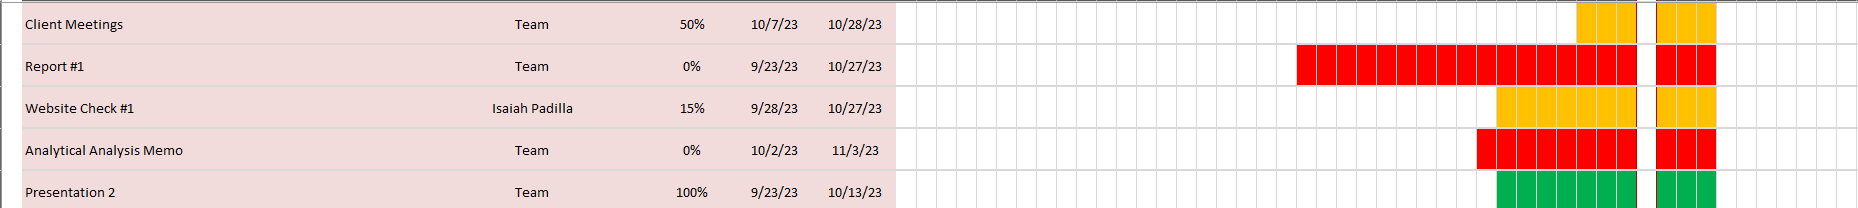 Client Meetings Team 50% 10/7/23 10/28/23
Report #1 Team 0% 9/23/23 10/27/23
Website Check #1 Isaiah Padilla 15% 9/28/23 10/27/23
Analytical Analysis Memo Team 0% 10/2/23 11/3/23
Presentation 2 Team 100% 9/23/23 10/13/23